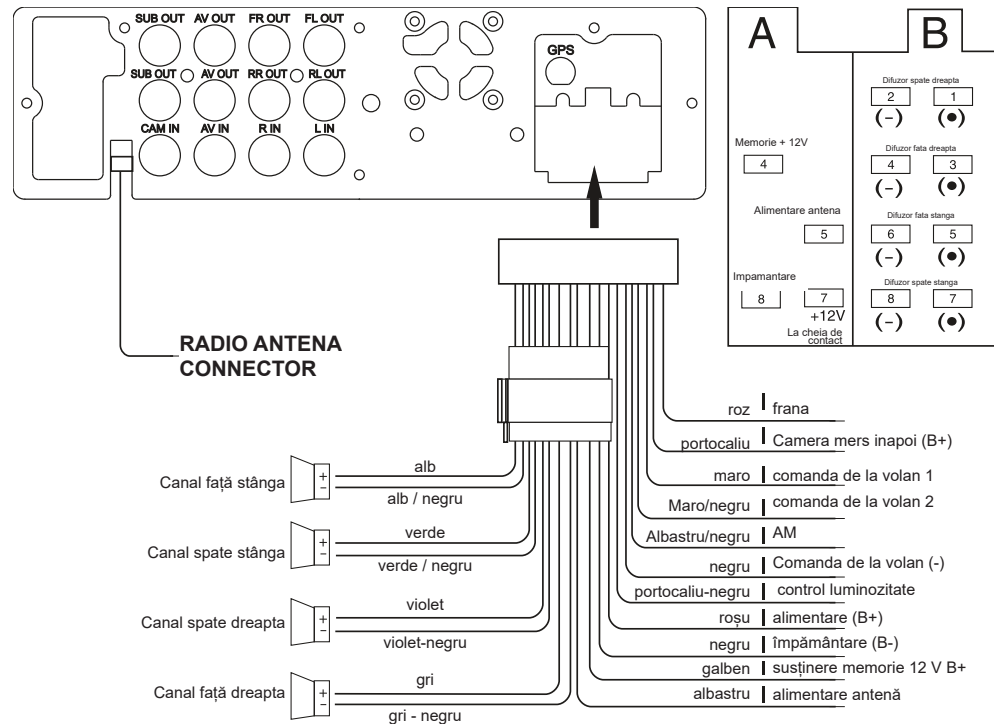 SUB OUT AV OUT FR OUT FL OUT
SUB OUT AV OUT RR OUT RL OUT
CAM IN AV IN R IN L IN
GPS
RADIO ANTENA
CONNECTOR
A
Memorie + 12V
4
Alimentare antena
5
Impamantare
8 7
+12V
La cheia de
contact
B
Difuzor spate dreapta
2 1
(-) (•)
Difuzor fata dreapta
4 3
(-) (•)
Difuzor fata stanga
6 5
(-) (•)
Difuzor spate stanga
8 7
(-) (•)
Canal față stânga
+
-
alb
alb / negru
Canal spate stânga
+
-
verde
verde / negru
Canal spate dreapta
+
-
violet
violet-negru
Canal față dreapta
+
-
gri
gri - negru
roz frana
portocaliu Camera mers inapoi (B+)
maro comanda de la volan 1
Maro/negru comanda de la volan 2
Albastru/negru AM
negru Comanda de la volan (-)
portocaliu-negru control luminozitate
roșu alimentare (B+)
negru împământare (B-)
galben susținere memorie 12 V B+
albastru alimentare antenă